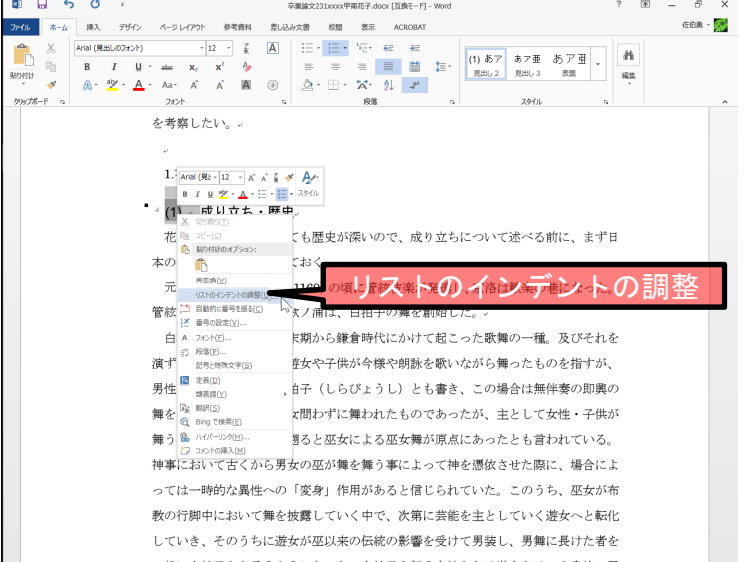 卒業論文231xxxx甲南花子.docx [互換モード] - Word
ファイル ホーム 挿入 デザイン ページ レイアウト 参考資料 差し込み文書 校閲 表示 ACROBAT 佐伯勇
Arial (見出しのフォント) 12
貼り付け
B I U abc x₂ x²
A Aa A A A
(1) あア あア亜 あア亜
見出し 2 見出し 3 表題
編集
クリップボード フォント 段落 スタイル
を考察したい。
1.
Arial (見 12 A A
B I U A スタイル
(1) 成り立ち・歴史
切り取り(T)
コピー(C)
貼り付けのオプション:
再変換(V)
リストのインデントの調整(U)...
自動的に番号を振る(C)
番号の設定(V)...
フォント(F)...
段落(P)...
記号と特殊文字(S)
定義(D)
類義語(Y)
翻訳(S)
Bing で検索(E)
ハイパーリンク(H)...
コメントの挿入(M)
リストのインデントの調整
花 ても歴史が深いので、成り立ちについて述べる前に、まず日
本の ておく
元 の頃に
管絃 ノ浦は、白拍子の舞を創始した。
白 末期から鎌倉時代にかけて起こった歌舞の一種。及びそれを
演ず 遊女や子供が今様や朗詠を歌いながら舞ったものを指すが、
男性 白拍子（しらびょうし）とも書き、この場合は無伴奏の即興の
舞を 女問わずに舞われたものであったが、主として女性・子供が
舞う 遡ると巫女による巫女舞が原点にあったとも言われている。
神事において古くから男女の巫が舞を舞う事によって神を憑依させた際に、場合によ
っては一時的な異性への「変身」作用があると信じられていた。このうち、巫女が布
教の行脚中において舞を披露していく中で、次第に芸能を主としていく遊女へと転化
していき、そのうちに遊女が巫以来の伝統の影響を受けて男装し、男舞に長けた者を